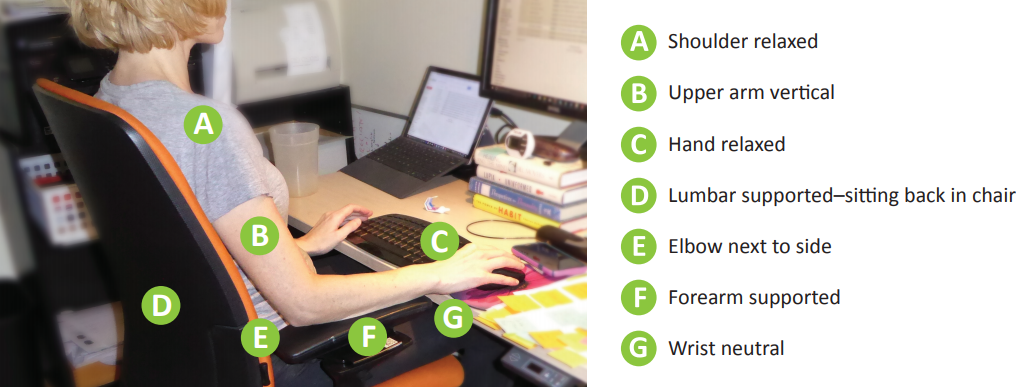 A
B
C
D
E
F
G
HABIT
A Shoulder relaxed
B Upper arm vertical
C Hand relaxed
D Lumbar supported–sitting back in chair
E Elbow next to side
F Forearm supported
G Wrist neutral